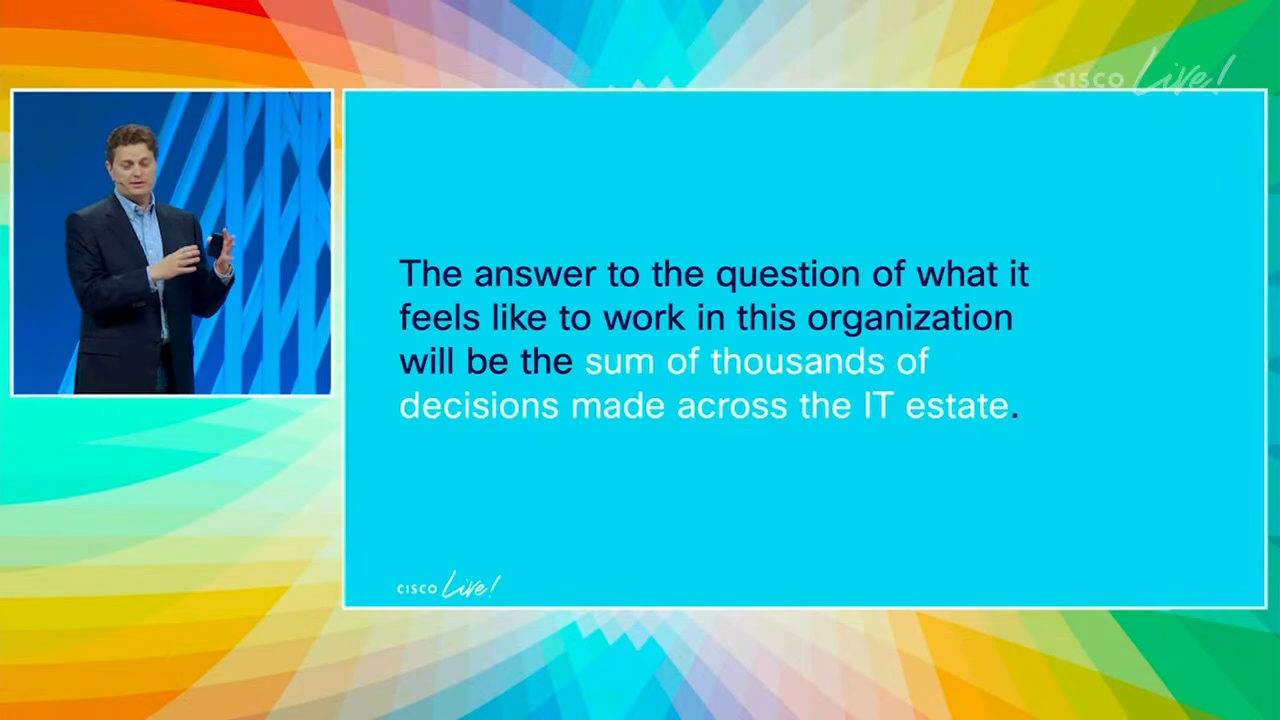 CISCO Live!
The answer to the question of what it
feels like to work in this organization
will be the sum of thousands of
decisions made across the IT estate.
CISCO Live!